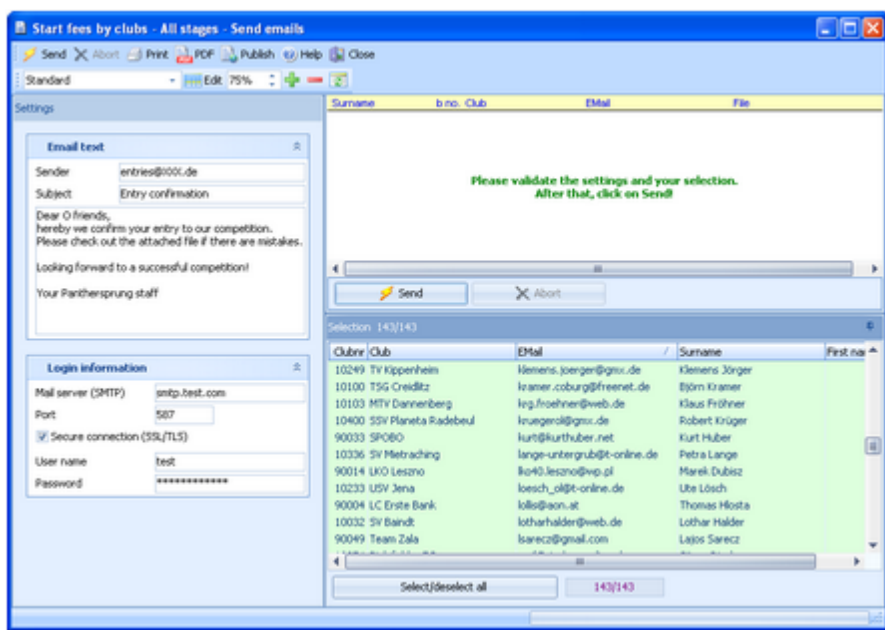 Start fees by clubs - All stages - Send emails
Send Abort Print PDF Publish Help Close
Standard Edit 75%
Settings
Email text
Sender entries@XXX.de
Subject Entry confirmation
Dear O friends,
hereby we confirm your entry to our competition.
Please check out the attached file if there are mistakes.
Looking forward to a successful competition!
Your Panthersprung staff
Login information
Mail server (SMTP) smtp.test.com
Port 587
Secure connection (SSL/TLS)
User name test
Password ************
Surname b no. Club EMail File
Please validate the settings and your selection.
After that, click on Send!
Send Abort
Selection 143/143
Clubnr Club EMail Surname First nar
10249 TV Kippenheim klemens.joerger@gmx.de Klemens Jörger
10100 TSG Creidlitz kramer.coburg@freenet.de Björn Kramer
10103 MTV Dannenberg krg.froehner@web.de Klaus Fröhner
10400 SSV Planeta Radebeul kruegerol@gmx.de Robert Krüger
90033 SPOBO kurt@kurthuber.net Kurt Huber
10336 SV Mietraching lange-untergrub@t-online.de Petra Lange
90014 LKO Leszno lko40.leszno@wp.pl Marek Dubisz
10233 USV Jena loesch_ol@t-online.de Ute Lösch
90004 LC Erste Bank lollis@aon.at Thomas Hlosta
10032 SV Baindt lotharhalder@web.de Lothar Halder
90049 Team Zala lsarecz@gmail.com Lajos Sarecz
Select/deselect all 143/143